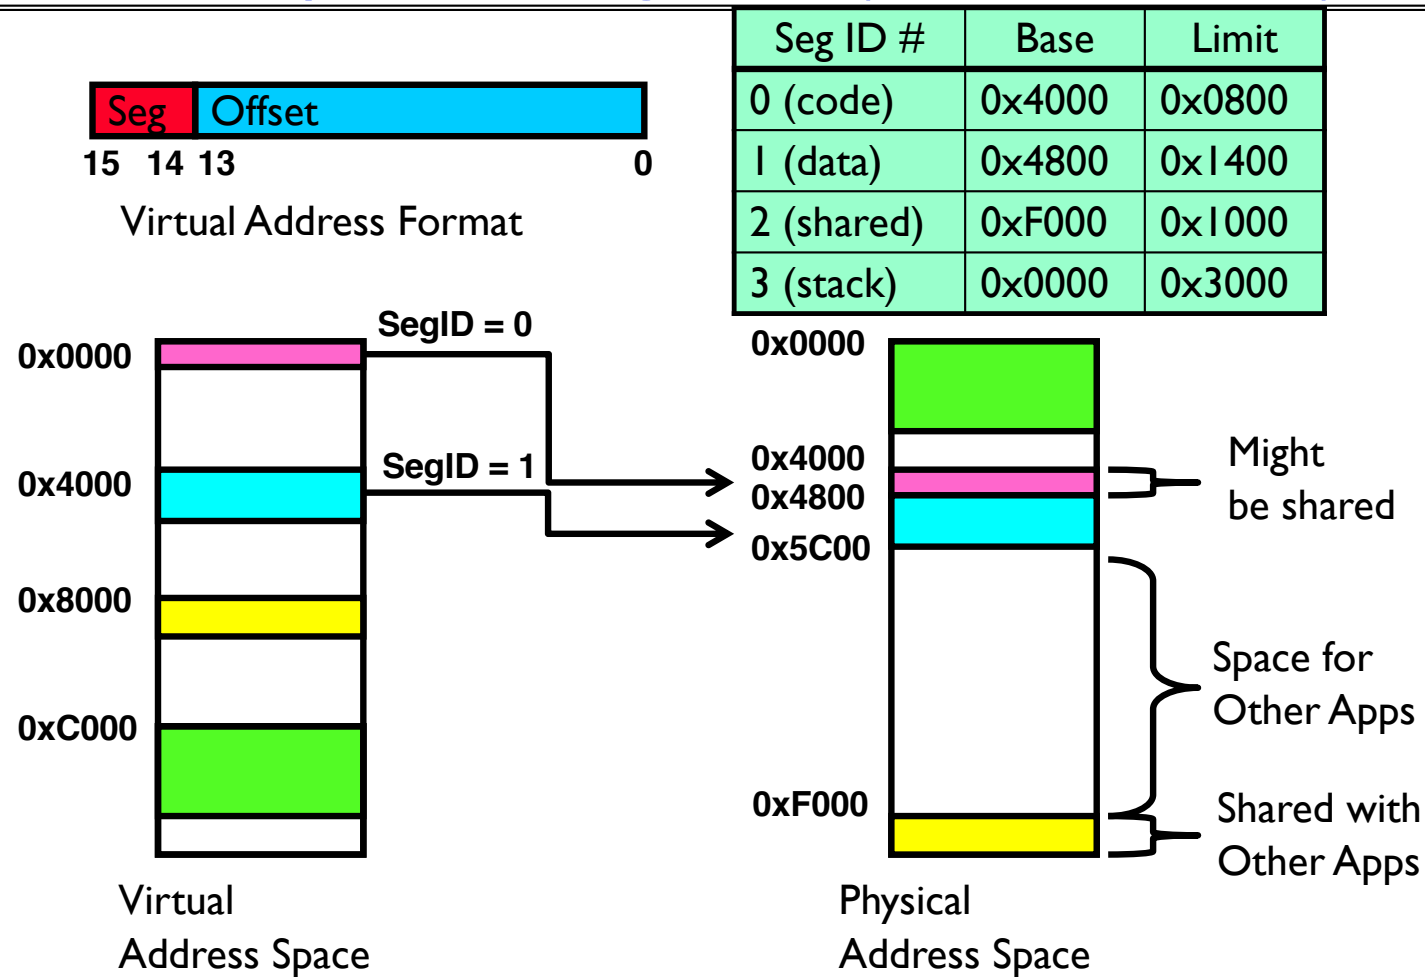 Seg ID # Base Limit
0 (code) 0x4000 0x0800
1 (data) 0x4800 0x1400
2 (shared) 0xF000 0x1000
3 (stack) 0x0000 0x3000
Seg Offset
15 14 13 0
Virtual Address Format
SegID = 0
SegID = 1
0x0000
0x4000
0x8000
0xC000
Virtual
Address Space
0x0000
0x4000
0x4800
0x5C00
0xF000
Physical
Address Space
Might
be shared
Space for
Other Apps
Shared with
Other Apps